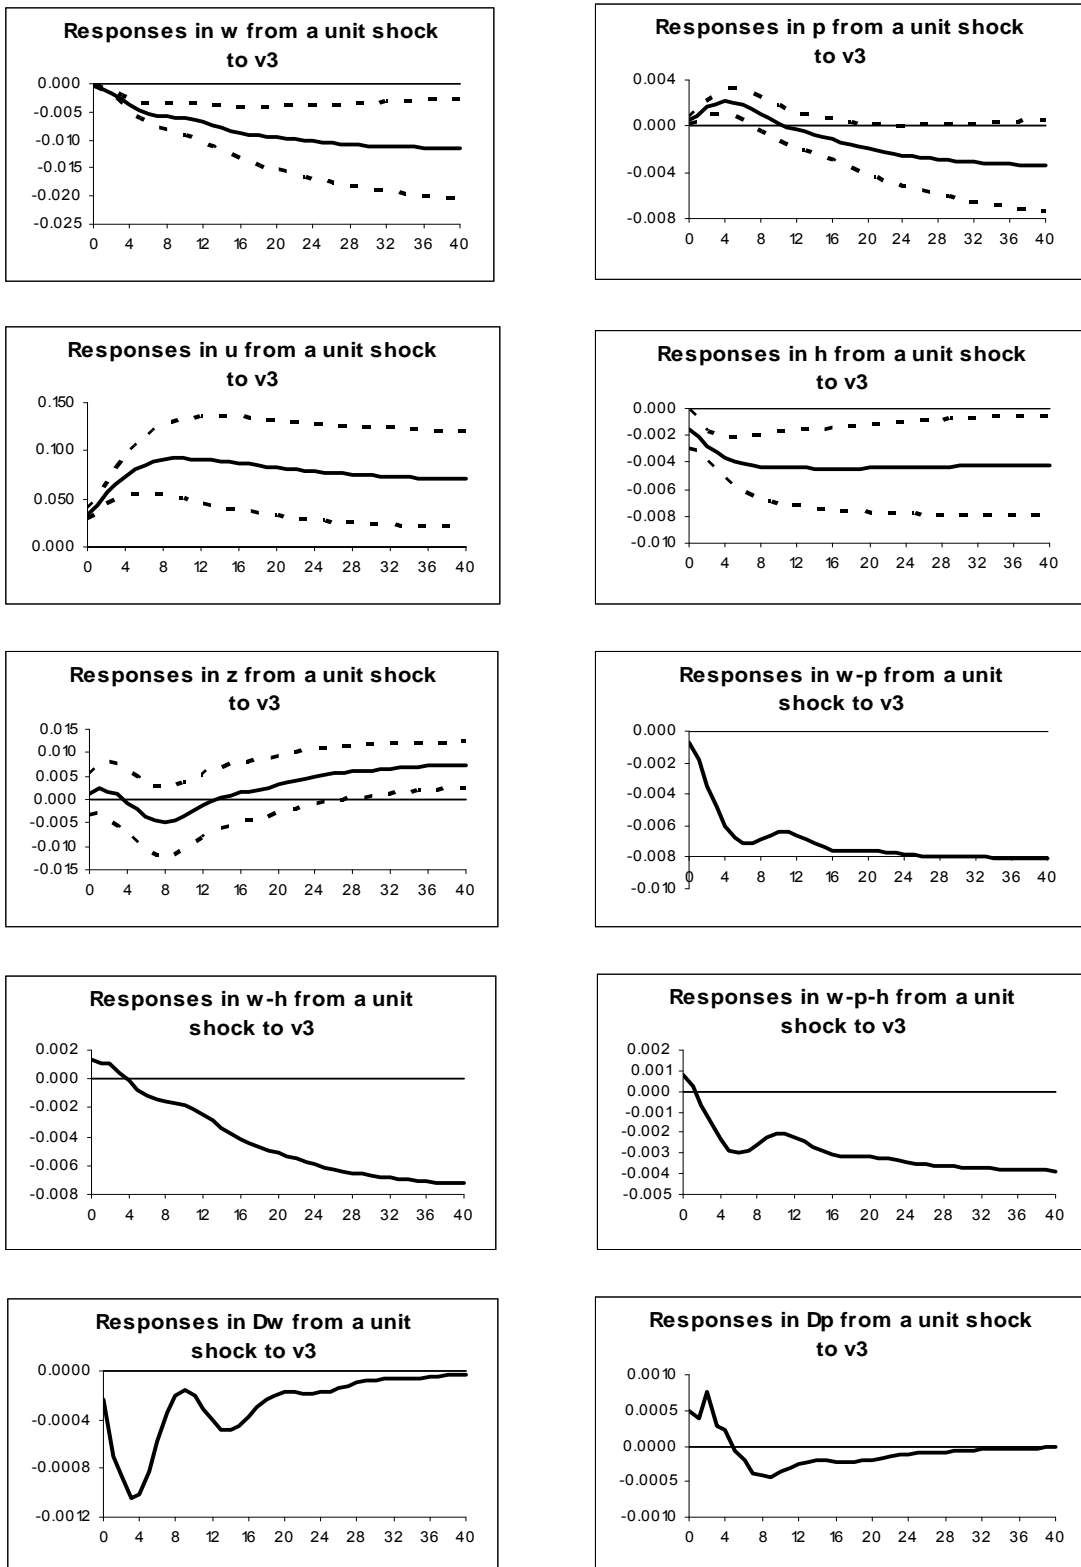 Responses in w from a unit shock
to v3
0.000
-0.005
-0.010
-0.015
-0.020
-0.025
0 4 8 12 16 20 24 28 32 36 40
Responses in p from a unit shock
to v3
0.004
0.000
-0.004
-0.008
0 4 8 12 16 20 24 28 32 36 40
Responses in u from a unit shock
to v3
0.150
0.100
0.050
0.000
0 4 8 12 16 20 24 28 32 36 40
Responses in h from a unit shock
to v3
0.000
-0.002
-0.004
-0.006
-0.008
-0.010
0 4 8 12 16 20 24 28 32 36 40
Responses in z from a unit shock
to v3
0.015
0.010
0.005
0.000
-0.005
-0.010
-0.015
0 4 8 12 16 20 24 28 32 36 40
Responses in w-p from a unit
shock to v3
0.000
-0.002
-0.004
-0.006
-0.008
-0.010
0 4 8 12 16 20 24 28 32 36 40
Responses in w-h from a unit
shock to v3
0.002
0.000
-0.002
-0.004
-0.006
-0.008
0 4 8 12 16 20 24 28 32 36 40
Responses in w-p-h from a unit
shock to v3
0.002
0.001
0.000
-0.001
-0.002
-0.003
-0.004
-0.005
0 4 8 12 16 20 24 28 32 36 40
Responses in Dw from a unit
shock to v3
0.0000
-0.0004
-0.0008
-0.0012
0 4 8 12 16 20 24 28 32 36 40
Responses in Dp from a unit shock
to v3
0.0010
0.0005
0.0000
-0.0005
-0.0010
0 4 8 12 16 20 24 28 32 36 40